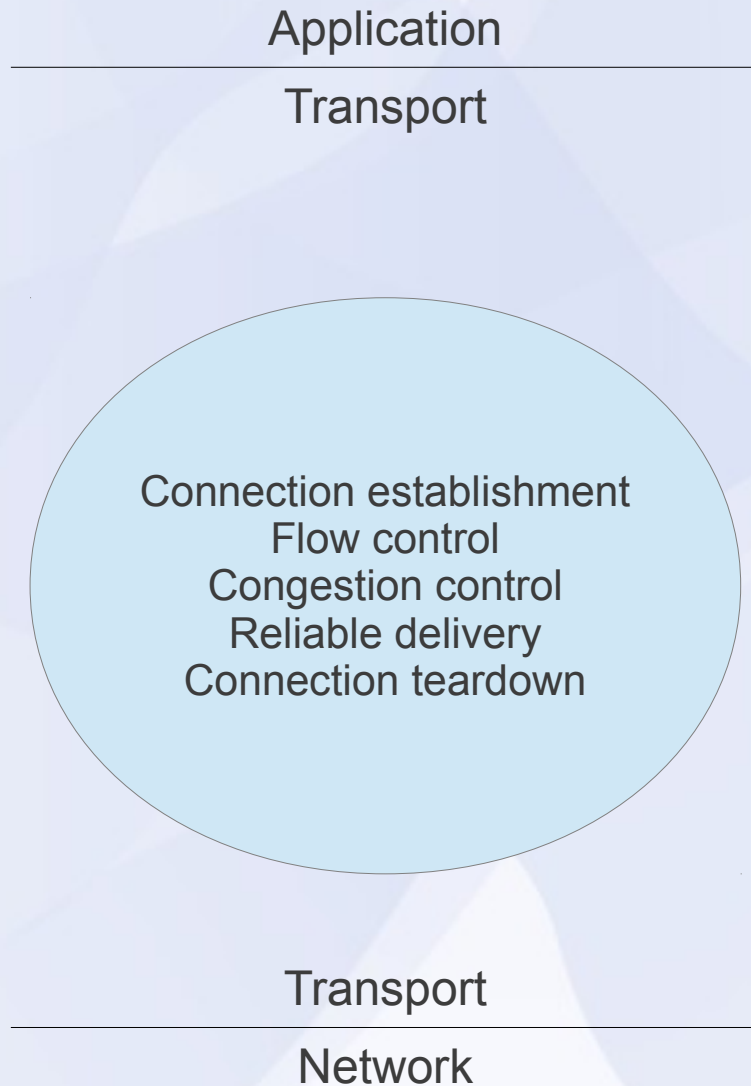 Application
Transport
Connection establishment
Flow control
Congestion control
Reliable delivery
Connection teardown
Transport
Network